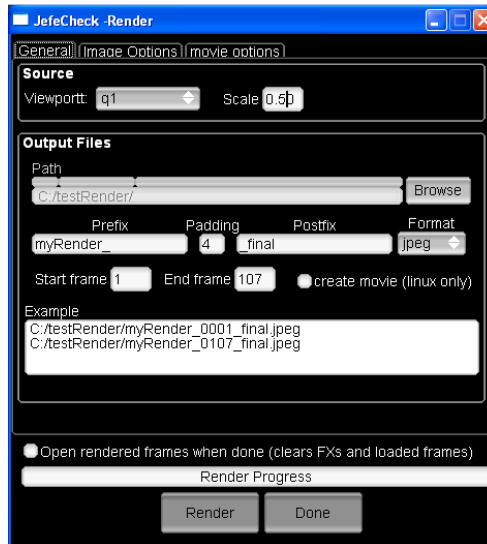 JefeCheck -Render
General Image Options movie options
Source
Viewportt: q1 Scale 0.50
Output Files
Path
C:/testRender/ Browse
Prefix Padding Postfix Format
myRender_ 4 _final jpeg
Start frame 1 End frame 107 create movie (linux only)
Example
C:/testRender/myRender_0001_final.jpeg
C:/testRender/myRender_0107_final.jpeg
Open rendered frames when done (clears FXs and loaded frames)
Render Progress
Render Done